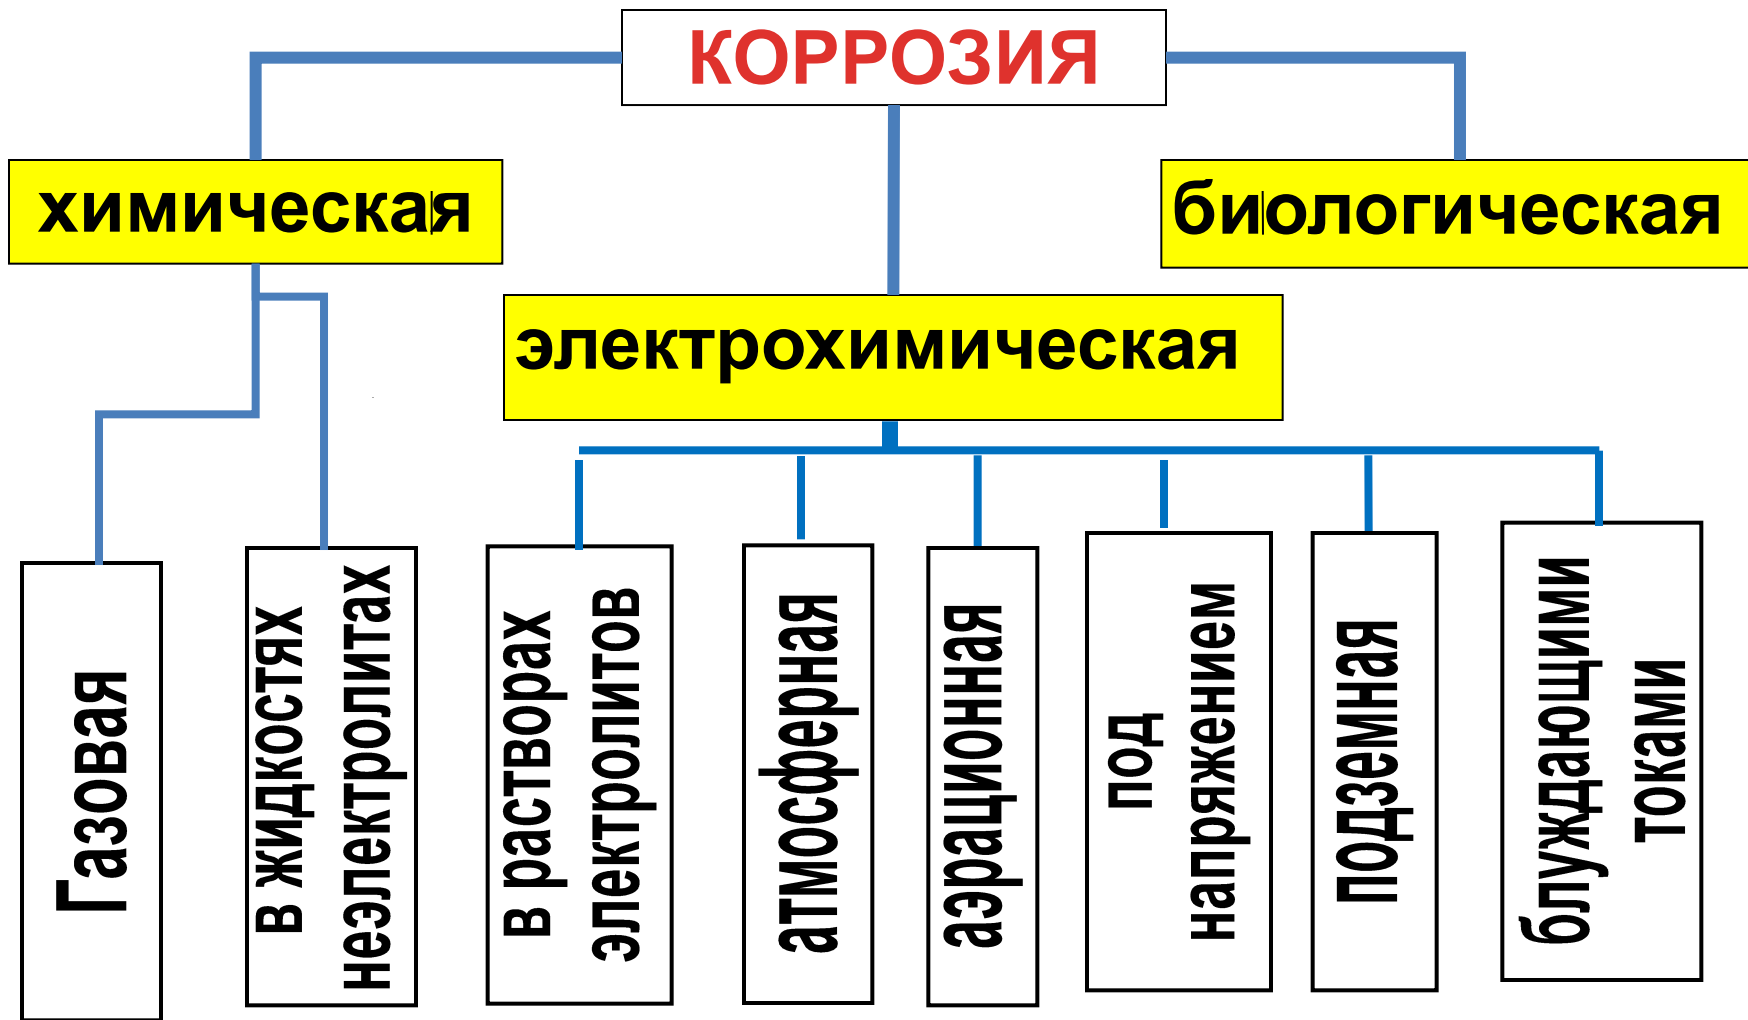 КОРРОЗИЯ
химическая
биологическая
электрохимическая
Газовая
в жидкостях
неэлектролитах
в растворах
электролитов
атмосферная
аэрационная
под
напряжением
подземная
блуждающими
токами